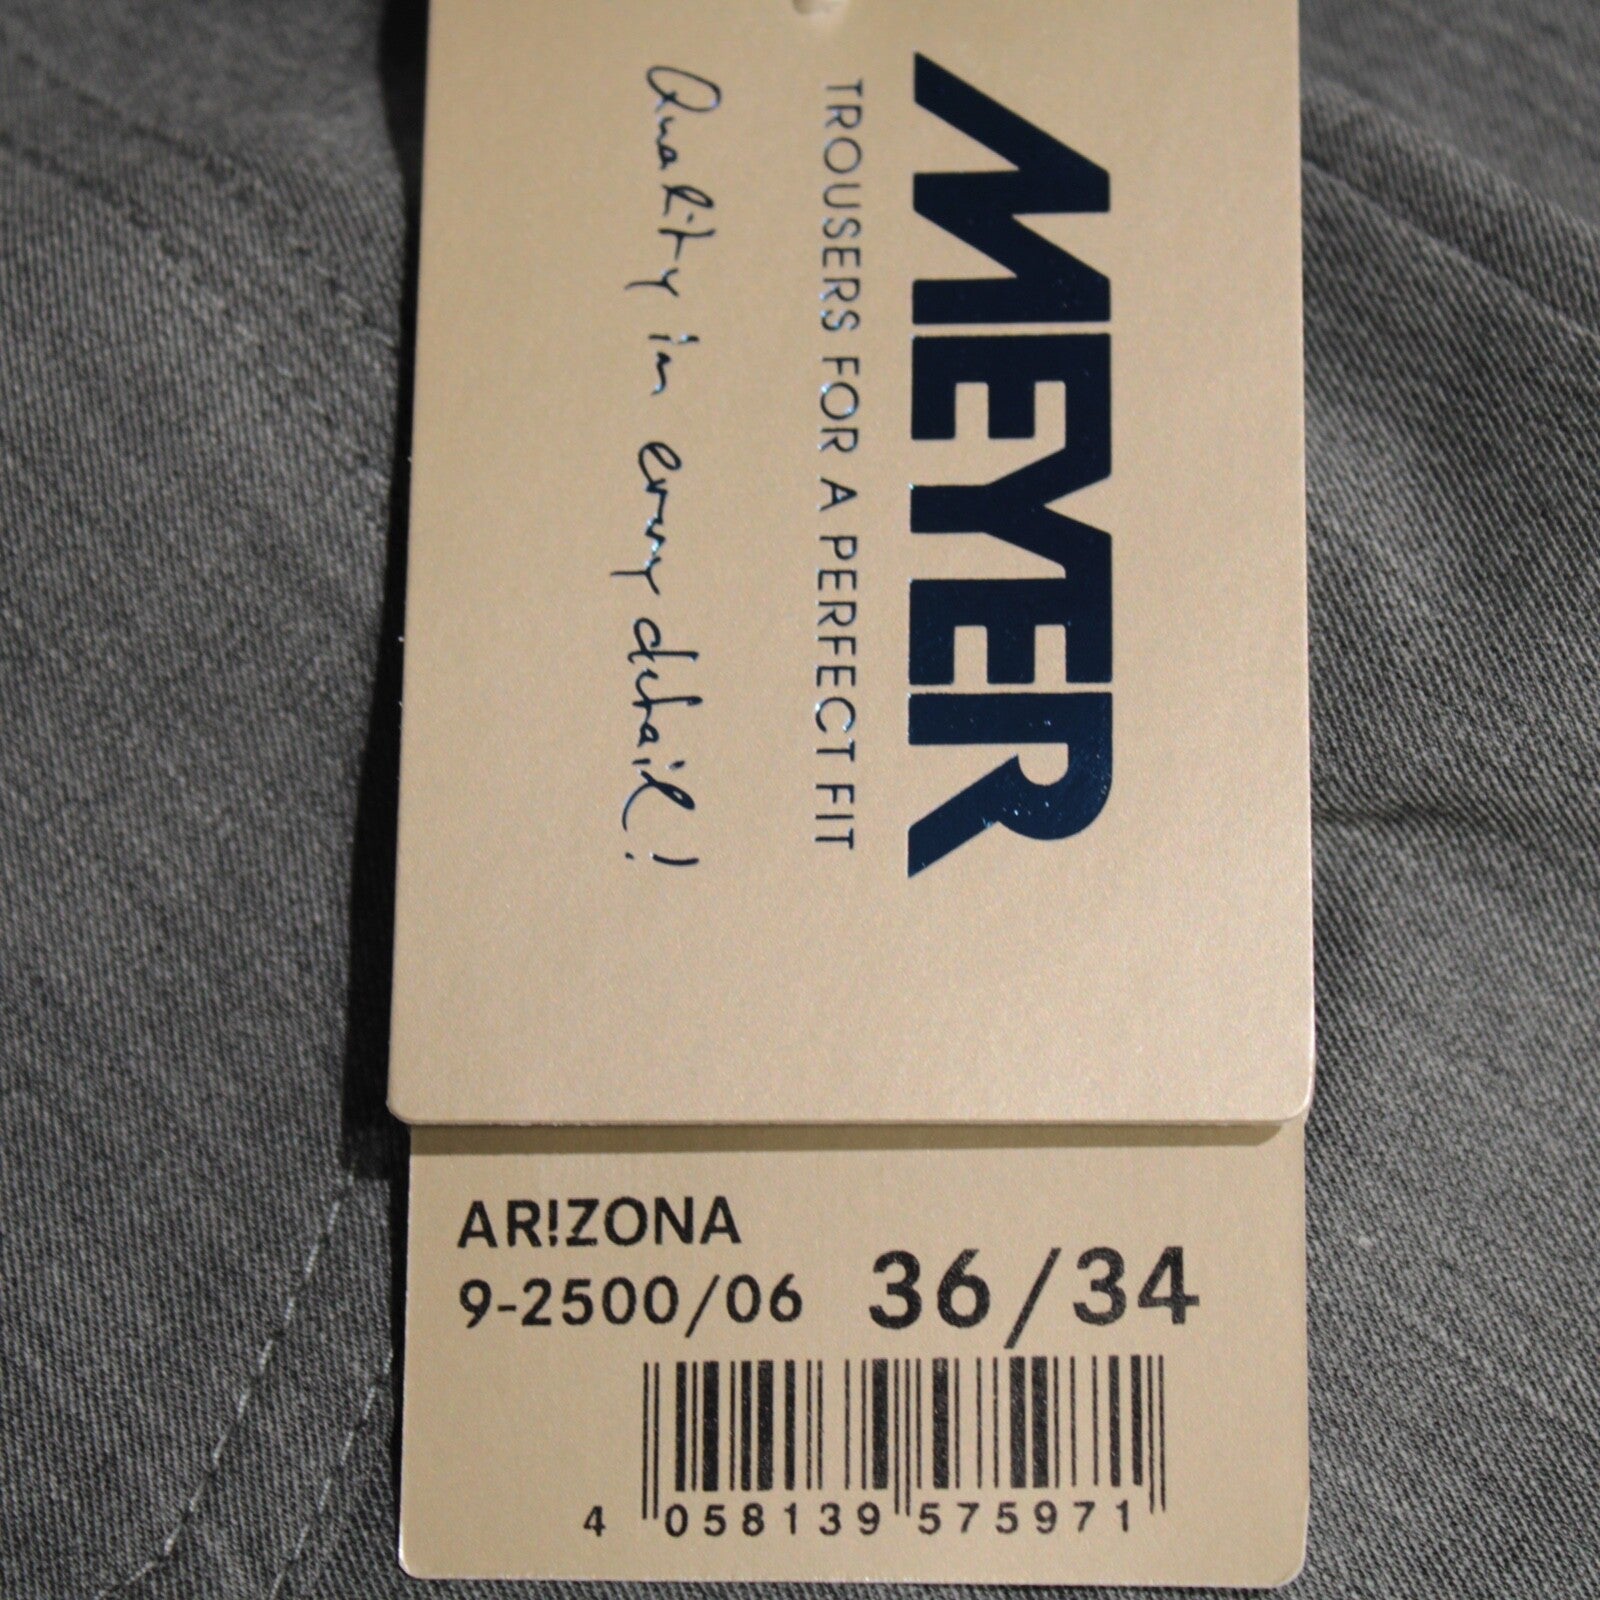 MEYER
TROUSERS FOR A PERFECT FIT
Quality in every detail!
AR!ZONA
9-2500/06 36/34
4 058139 575971